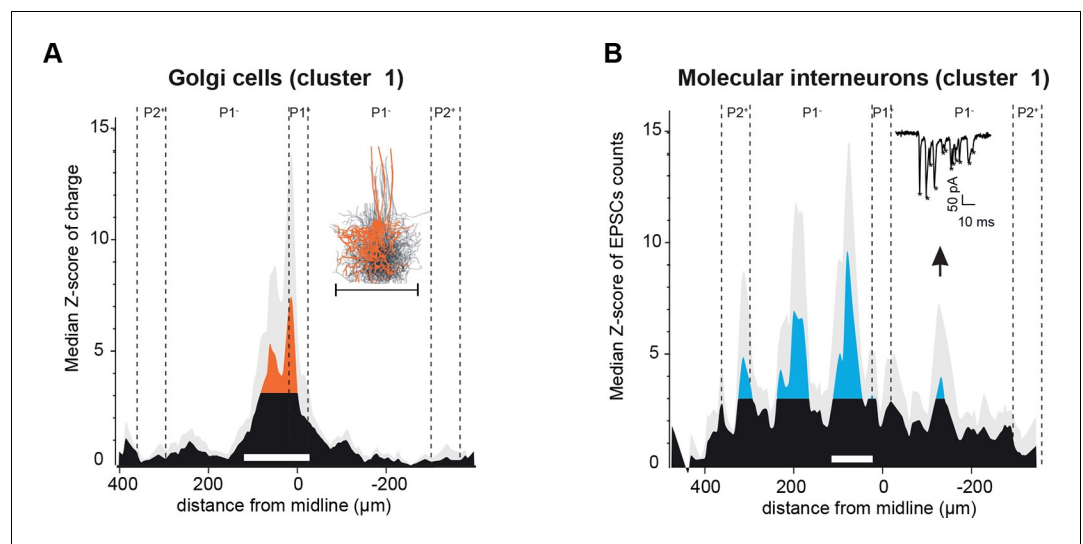 A
Golgi cells (cluster 1)
P2⁺ P1⁻ P1⁺ P1⁻ P2⁺
15
10
5
0
Median Z-score of charge
400 200 0 -200
distance from midline (µm)
B
Molecular interneurons (cluster 1)
P2⁺ P1⁻ P1⁺ P1⁻ P2⁺
15
10
5
0
Median Z-score of EPSCs counts
50 pA
10 ms
400 200 0 -200
distance from midline (µm)